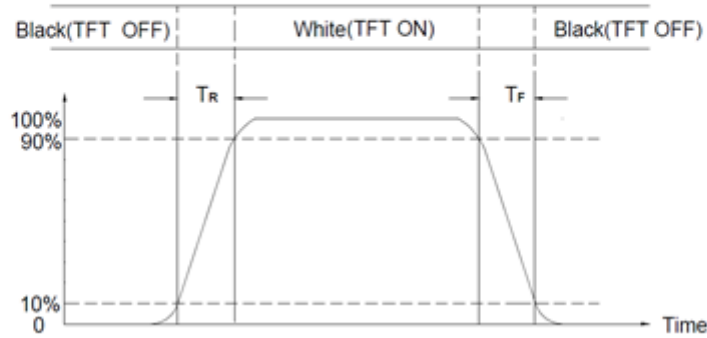 Black(TFT OFF) White(TFT ON) Black(TFT OFF)
TR TF
100%
90%
10%
0 Time